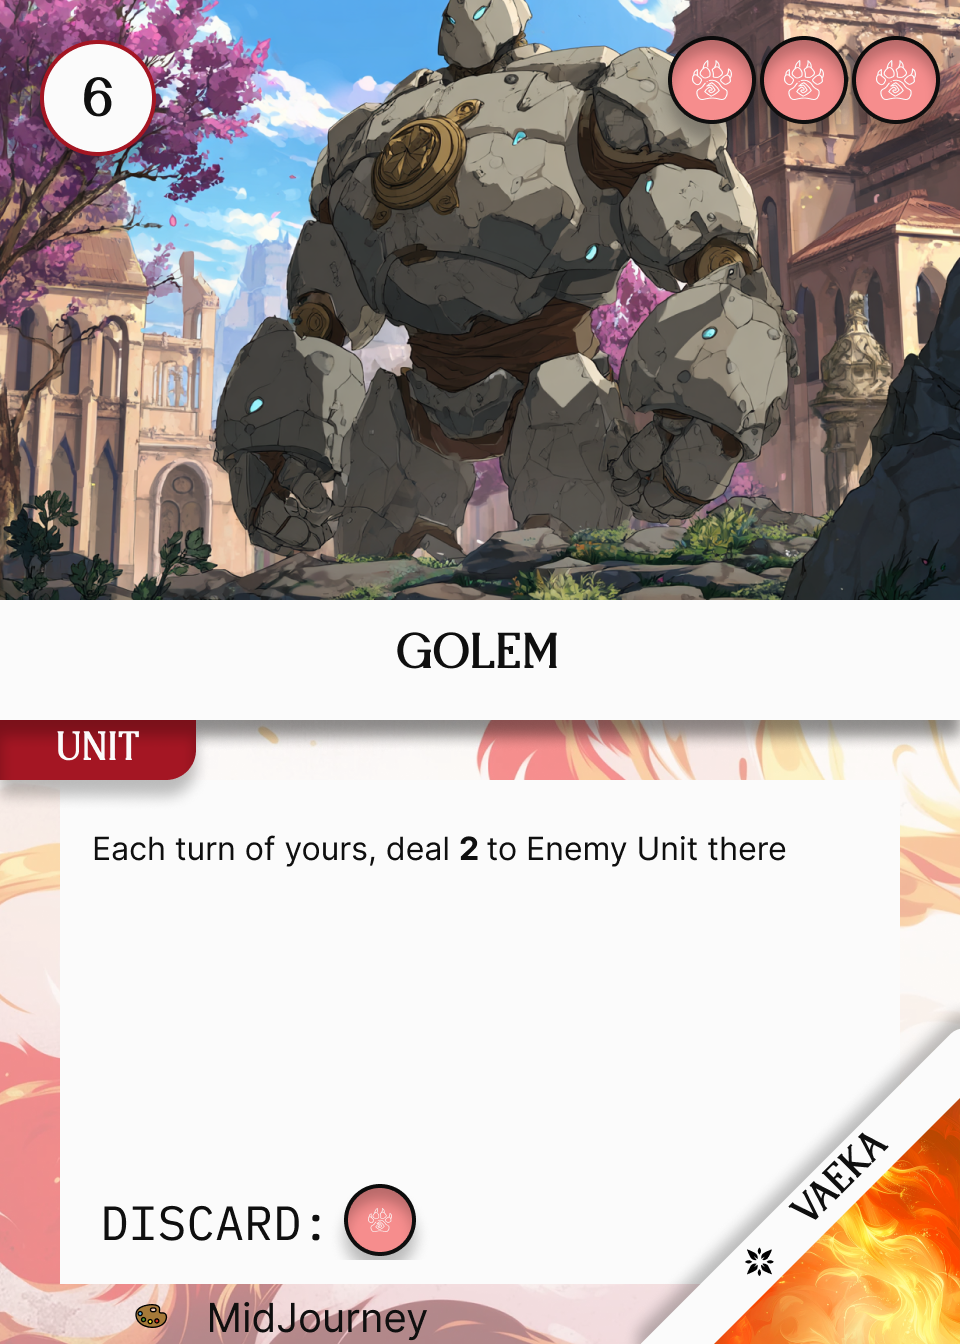 6
GOLEM
UNIT
Each turn of yours, deal 2 to Enemy Unit there
DISCARD:
VAEKA
MidJourney